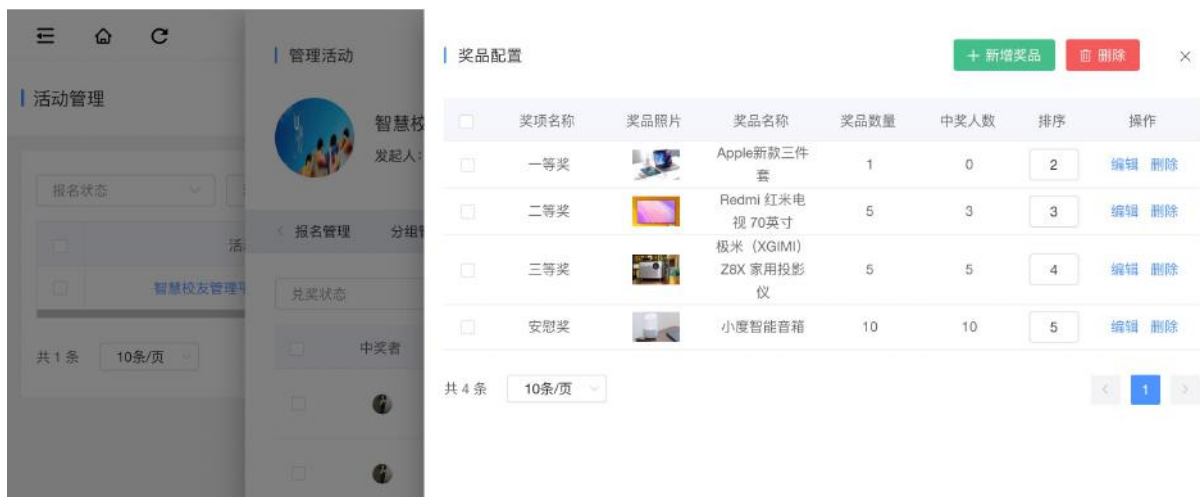 活动管理
报名状态
活
智慧校友管理平
共 1 条
10条/页
管理活动
智慧校
发起人:
报名管理
分组管
兑奖状态
中奖者
奖品配置
+ 新增奖品
删除
奖项名称 奖品照片 奖品名称 奖品数量 中奖人数 排序 操作
一等奖 Apple新款三件 1 0 2 编辑 删除
套
二等奖 Redmi 红米电 5 3 3 编辑 删除
视 70英寸
极米（XGIMI）
三等奖 Z8X 家用投影 5 5 4 编辑 删除
仪
安慰奖 小度智能音箱 10 10 5 编辑 删除
共 4 条 10条/页 1